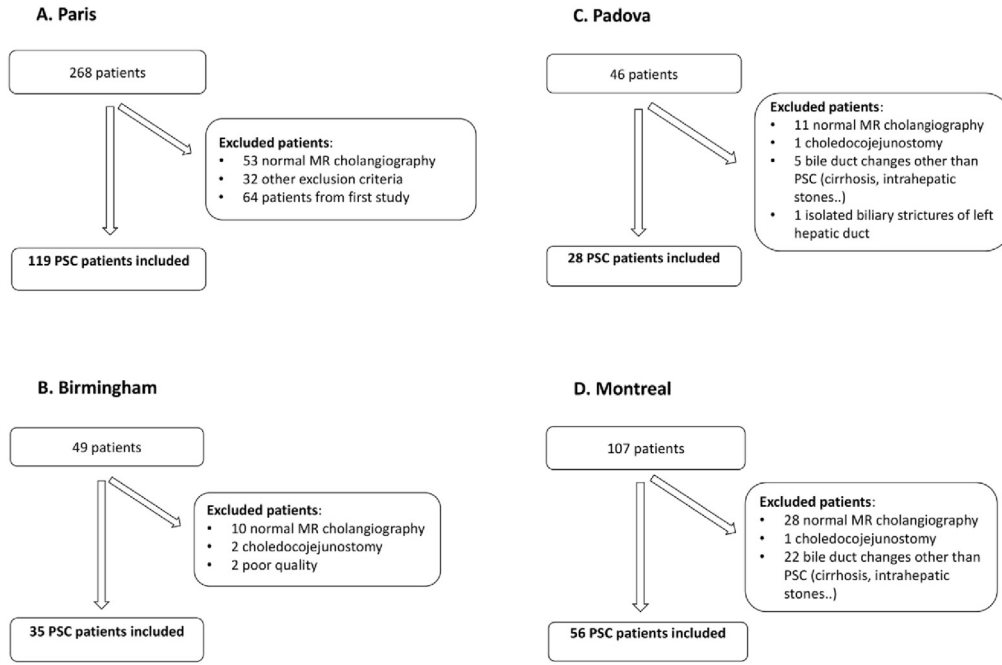 A. Paris
268 patients
Excluded patients:
• 53 normal MR cholangiography
• 32 other exclusion criteria
• 64 patients from first study
119 PSC patients included
B. Birmingham
49 patients
Excluded patients:
• 10 normal MR cholangiography
• 2 choledocojejunostomy
• 2 poor quality
35 PSC patients included
C. Padova
46 patients
Excluded patients:
• 11 normal MR cholangiography
• 1 choledocojejunostomy
• 5 bile duct changes other than
PSC (cirrhosis, intrahepatic
stones..)
• 1 isolated biliary strictures of left
hepatic duct
28 PSC patients included
D. Montreal
107 patients
Excluded patients:
• 28 normal MR cholangiography
• 1 choledocojejunostomy
• 22 bile duct changes other than
PSC (cirrhosis, intrahepatic
stones..)
56 PSC patients included